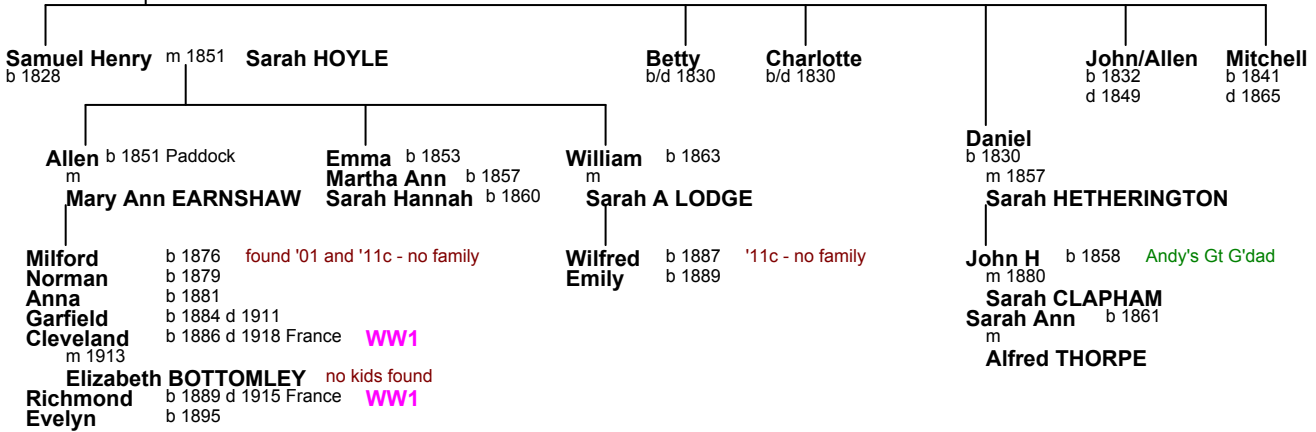 Samuel Henry m 1851 Sarah HOYLE Betty Charlotte John/Allen Mitchell
b 1828 b/d 1830 b/d 1830 b 1832 b 1841
d 1849 d 1865
Daniel
Allen b 1851 Paddock Emma b 1853 William b 1863 b 1830
m Martha Ann b 1857 m m 1857
Mary Ann EARNSHAW Sarah Hannah b 1860 Sarah A LODGE Sarah HETHERINGTON
Milford b 1876 found '01 and '11c - no family Wilfred b 1887 '11c - no family John H b 1858 Andy's Gt G'dad
Norman b 1879 Emily b 1889 m 1880
Anna b 1881 Sarah CLAPHAM
Garfield b 1884 d 1911 Sarah Ann b 1861
Cleveland b 1886 d 1918 France WW1 m
m 1913 Alfred THORPE
Elizabeth BOTTOMLEY no kids found
Richmond b 1889 d 1915 France WW1
Evelyn b 1895